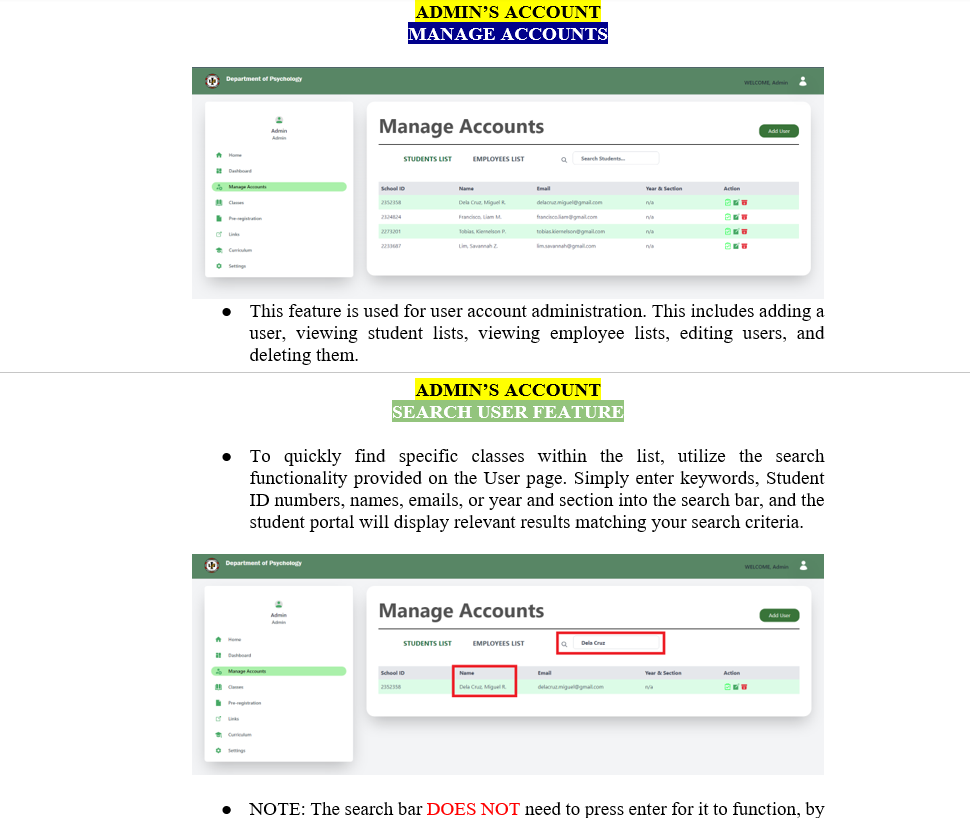 ADMIN'S ACCOUNT
MANAGE ACCOUNTS
Department of Psychology
WELCOME, Admin
Admin
Admin
Home
Dashboard
Manage Accounts
Classes
Pre-registration
Links
Curriculum
Settings
Manage Accounts
Add User
STUDENTS LIST EMPLOYEES LIST Search Students...
School ID Name Email Year & Section Action
2352358 Dela Cruz, Miguel R. delacruz.miguel@gmail.com n/a
2324824 Francisco, Liam M. francisco.liam@gmail.com n/a
2273201 Tobias, Kiernelson P. tobias.kiernelson@gmail.com n/a
2233687 Lim, Savannah Z. lim.savannah@gmail.com n/a
● This feature is used for user account administration. This includes adding a
user, viewing student lists, viewing employee lists, editing users, and
deleting them.
ADMIN'S ACCOUNT
SEARCH USER FEATURE
● To quickly find specific classes within the list, utilize the search
functionality provided on the User page. Simply enter keywords, Student
ID numbers, names, emails, or year and section into the search bar, and the
student portal will display relevant results matching your search criteria.
Department of Psychology
WELCOME, Admin
Admin
Admin
Home
Dashboard
Manage Accounts
Classes
Pre-registration
Links
Curriculum
Settings
Manage Accounts
Add User
STUDENTS LIST EMPLOYEES LIST Dela Cruz
School ID Name Email Year & Section Action
2352358 Dela Cruz, Miguel R. delacruz.miguel@gmail.com n/a
● NOTE: The search bar DOES NOT need to press enter for it to function, by